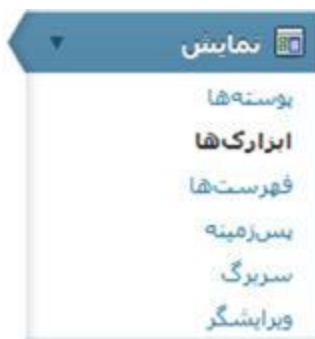 نمایش
پوسته‌ها
ابزارک‌ها
فهرست‌ها
پس‌زمینه
سربرگ
ویرایشگر